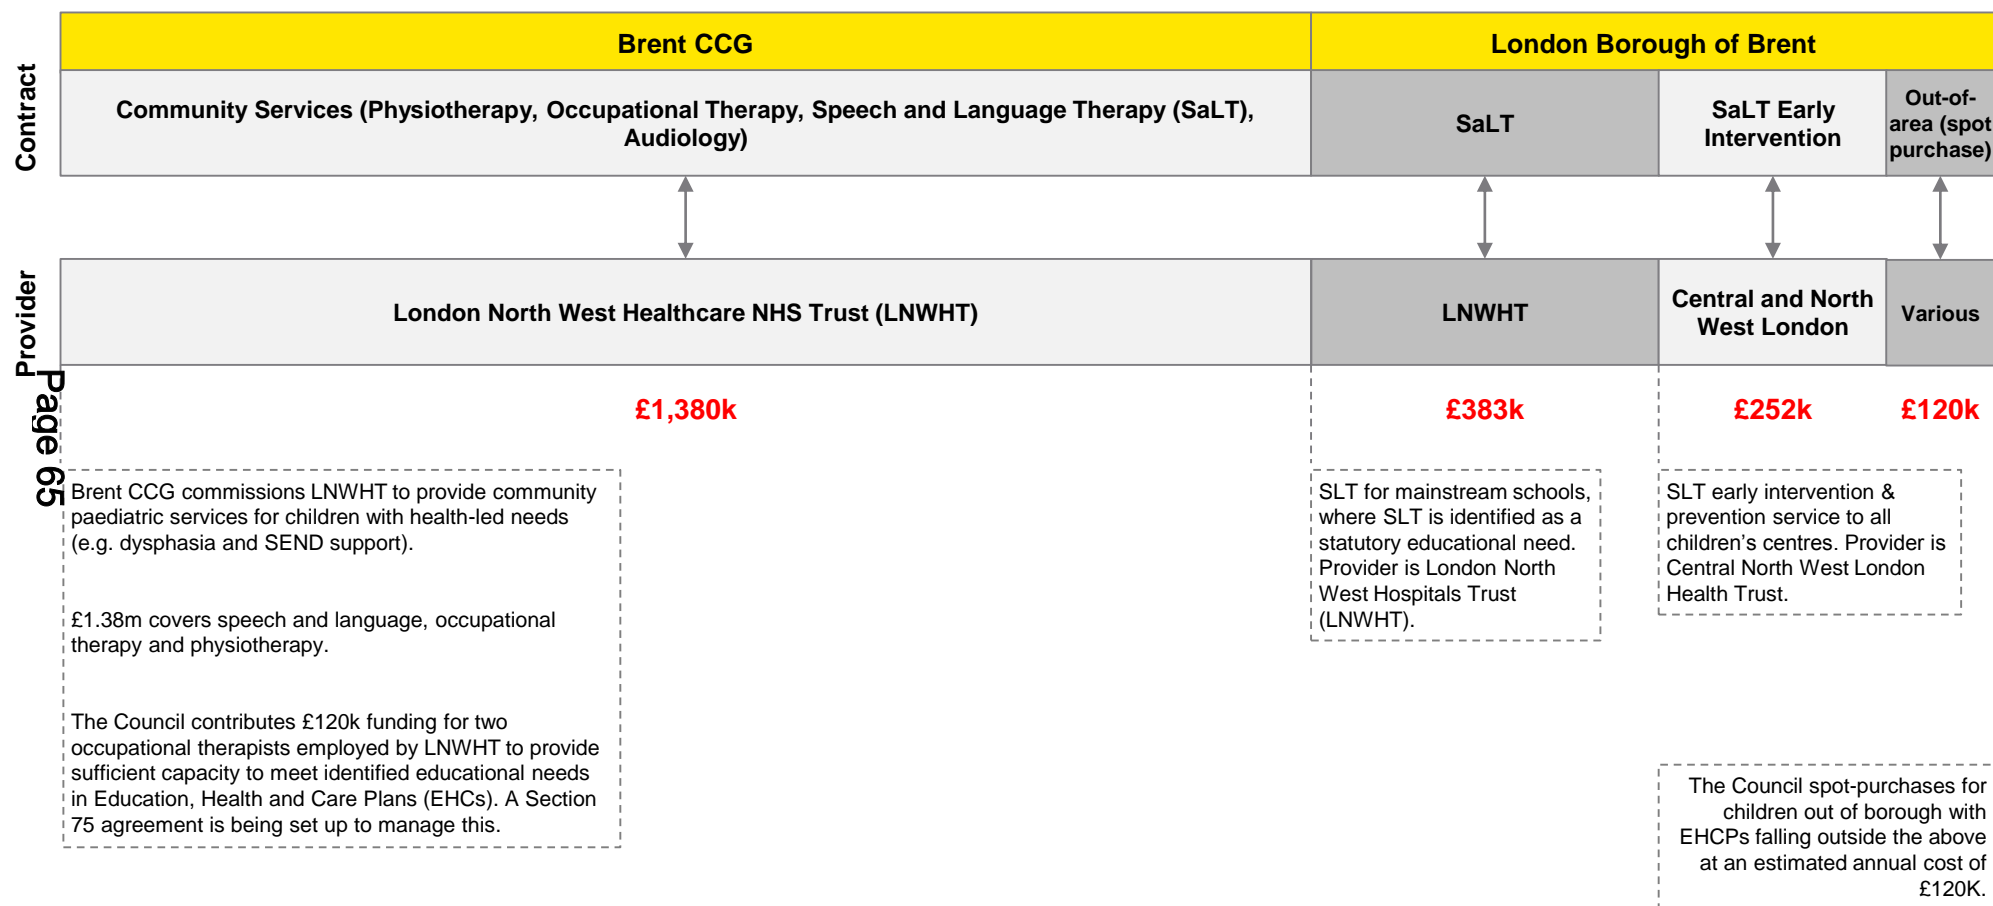 Brent CCG
London Borough of Brent
Contract
Community Services (Physiotherapy, Occupational Therapy, Speech and Language Therapy (SaLT),
Audiology)
SaLT
SaLT Early
Intervention
Out-of-
area (spot
purchase)
Provider
London North West Healthcare NHS Trust (LNWHT)
LNWHT
Central and North
West London
Various
Page 65
£1,380k
£383k
£252k
£120k
Brent CCG commissions LNWHT to provide community
paediatric services for children with health-led needs
(e.g. dysphasia and SEND support).
£1.38m covers speech and language, occupational
therapy and physiotherapy.
The Council contributes £120k funding for two
occupational therapists employed by LNWHT to provide
sufficient capacity to meet identified educational needs
in Education, Health and Care Plans (EHCs). A Section
75 agreement is being set up to manage this.
SLT for mainstream schools,
where SLT is identified as a
statutory educational need.
Provider is London North
West Hospitals Trust
(LNWHT).
SLT early intervention &
prevention service to all
children’s centres. Provider is
Central North West London
Health Trust.
The Council spot-purchases for
children out of borough with
EHCPs falling outside the above
at an estimated annual cost of
£120K.